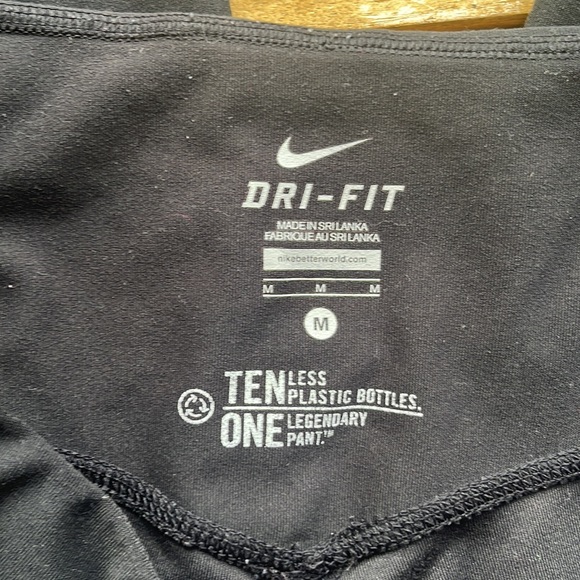 DRI-FIT
MADE IN SRI LANKA
FABRIQUE AU SRI LANKA
nikebetterworld.com
M M M
M
TEN LESS PLASTIC BOTTLES.
ONE LEGENDARY PANT.™